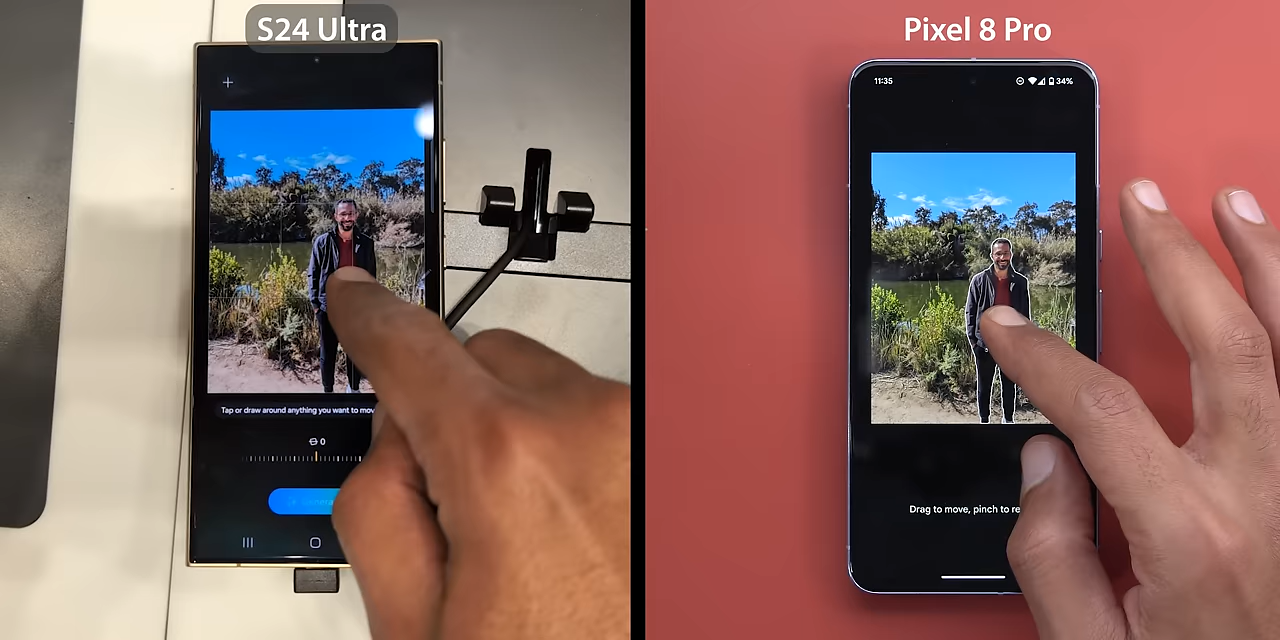 S24 Ultra
Pixel 8 Pro
11:35
34%
Tap or draw around anything you want to mov
0
Drag to move, pinch to re